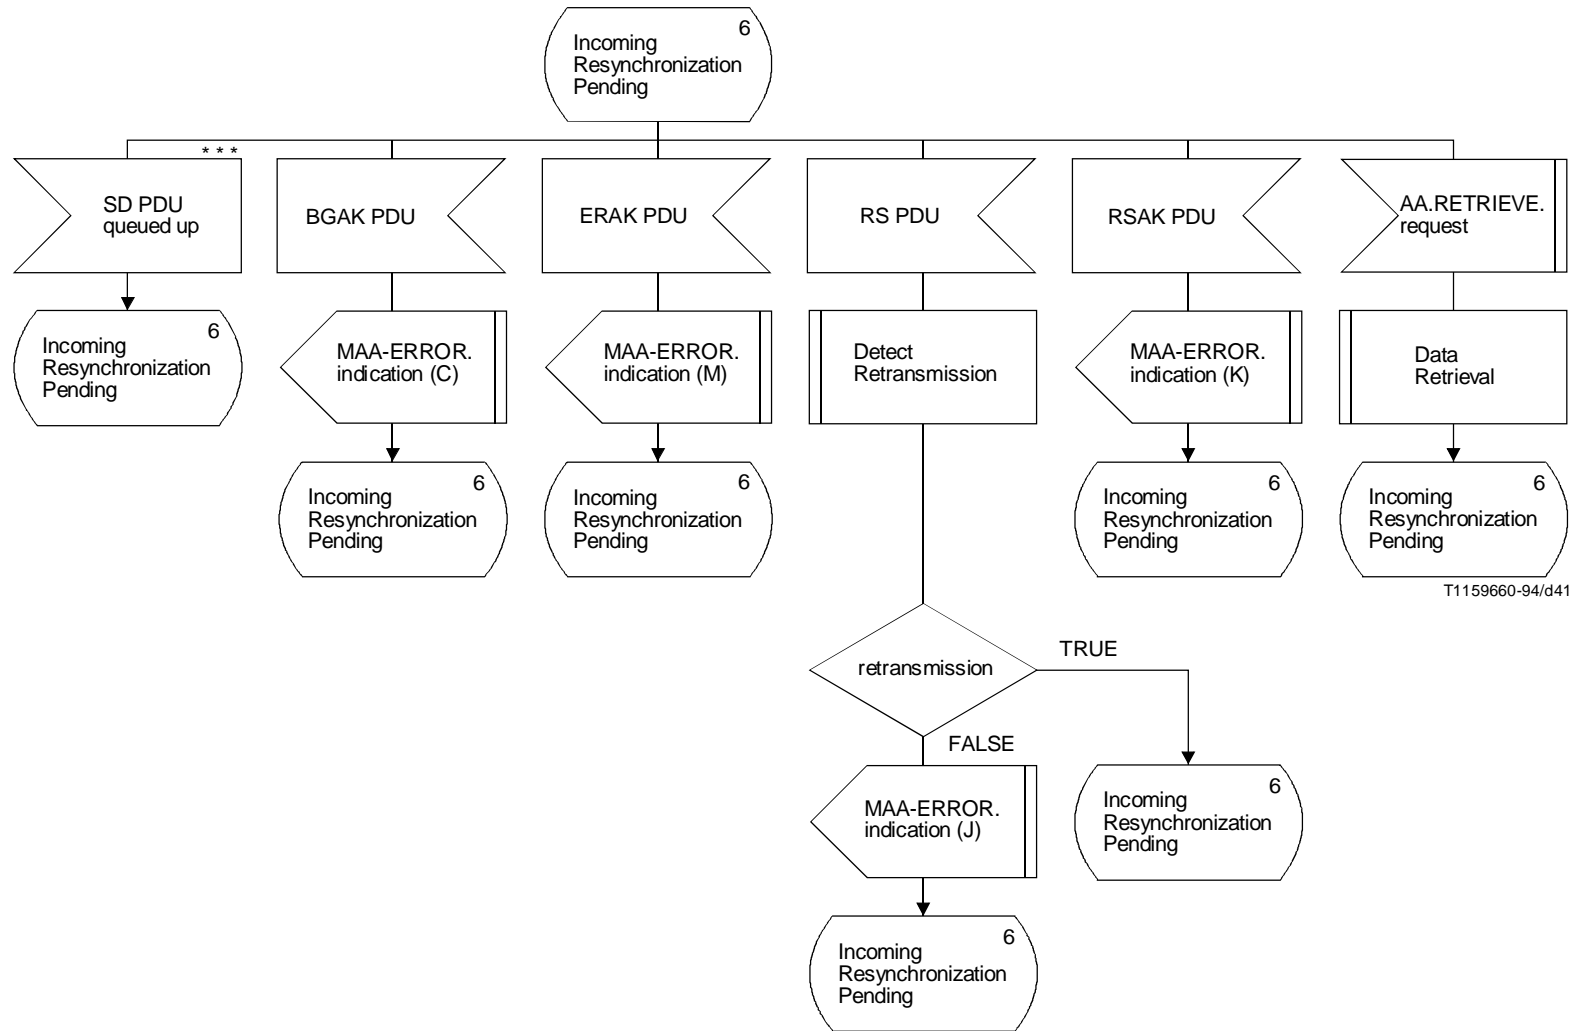 6
Incoming
Resynchronization
Pending
* * *
SD PDU
queued up
BGAK PDU
ERAK PDU
RS PDU
RSAK PDU
AA.RETRIEVE.
request
6
Incoming
Resynchronization
Pending
MAA-ERROR.
indication (C)
MAA-ERROR.
indication (M)
Detect
Retransmission
MAA-ERROR.
indication (K)
Data
Retrieval
6
Incoming
Resynchronization
Pending
6
Incoming
Resynchronization
Pending
6
Incoming
Resynchronization
Pending
6
Incoming
Resynchronization
Pending
T1159660-94/d41
retransmission
TRUE
FALSE
MAA-ERROR.
indication (J)
6
Incoming
Resynchronization
Pending
6
Incoming
Resynchronization
Pending